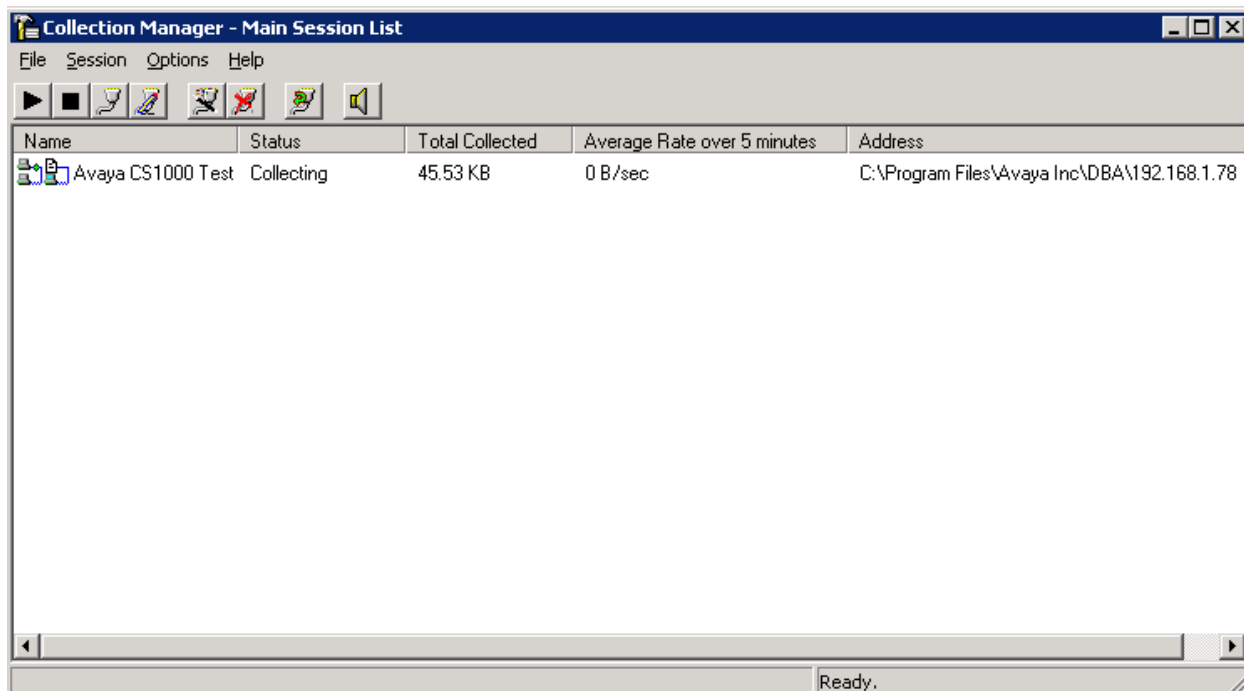 Collection Manager - Main Session List
File Session Options Help
Name Status Total Collected Average Rate over 5 minutes Address
Avaya CS1000 Test Collecting 45.53 KB 0 B/sec C:\Program Files\Avaya Inc\DBA\192.168.1.78
Ready.